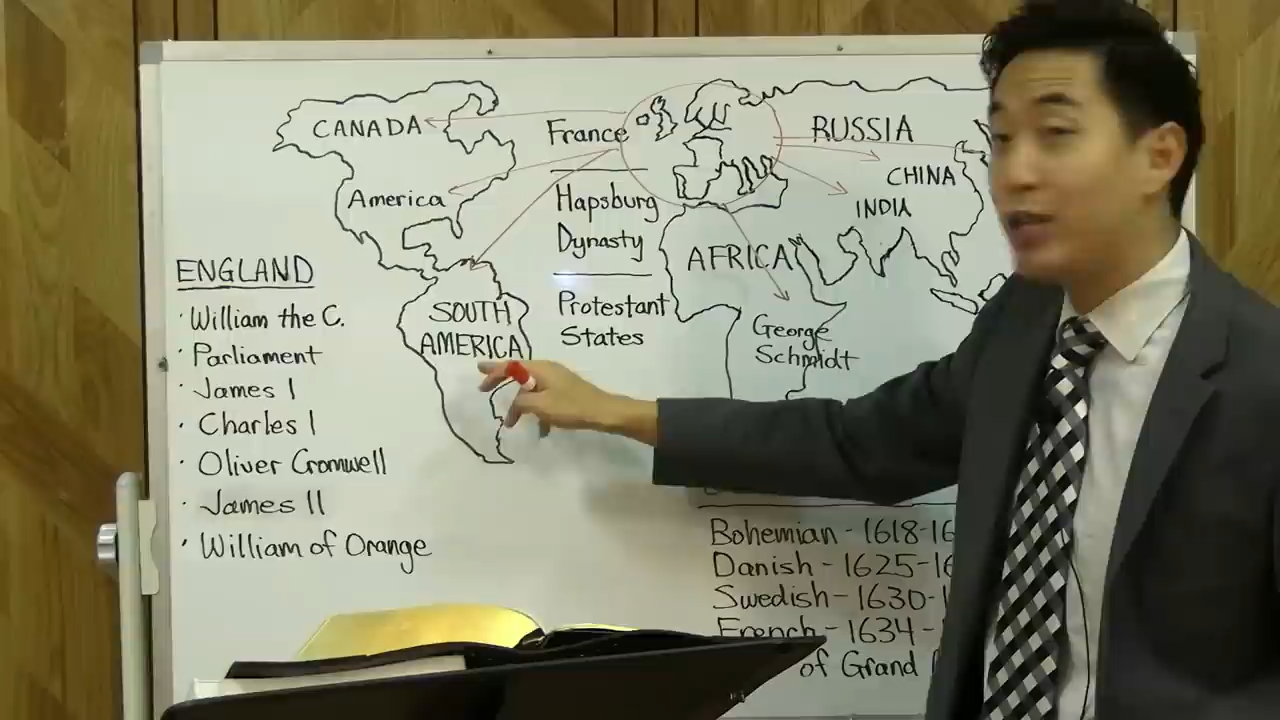 CANADA
America
France
Hapsburg
Dynasty
Protestant
States
RUSSIA
CHINA
INDIA
AFRICA
George
Schmidt
SOUTH
AMERICA
ENGLAND
· William the C.
· Parliament
· James I
· Charles I
· Oliver Cromwell
· James II
· William of Orange
Bohemian - 1618-16
Danish - 1625-16
Swedish - 1630-1
French - 1634 -
of Grand